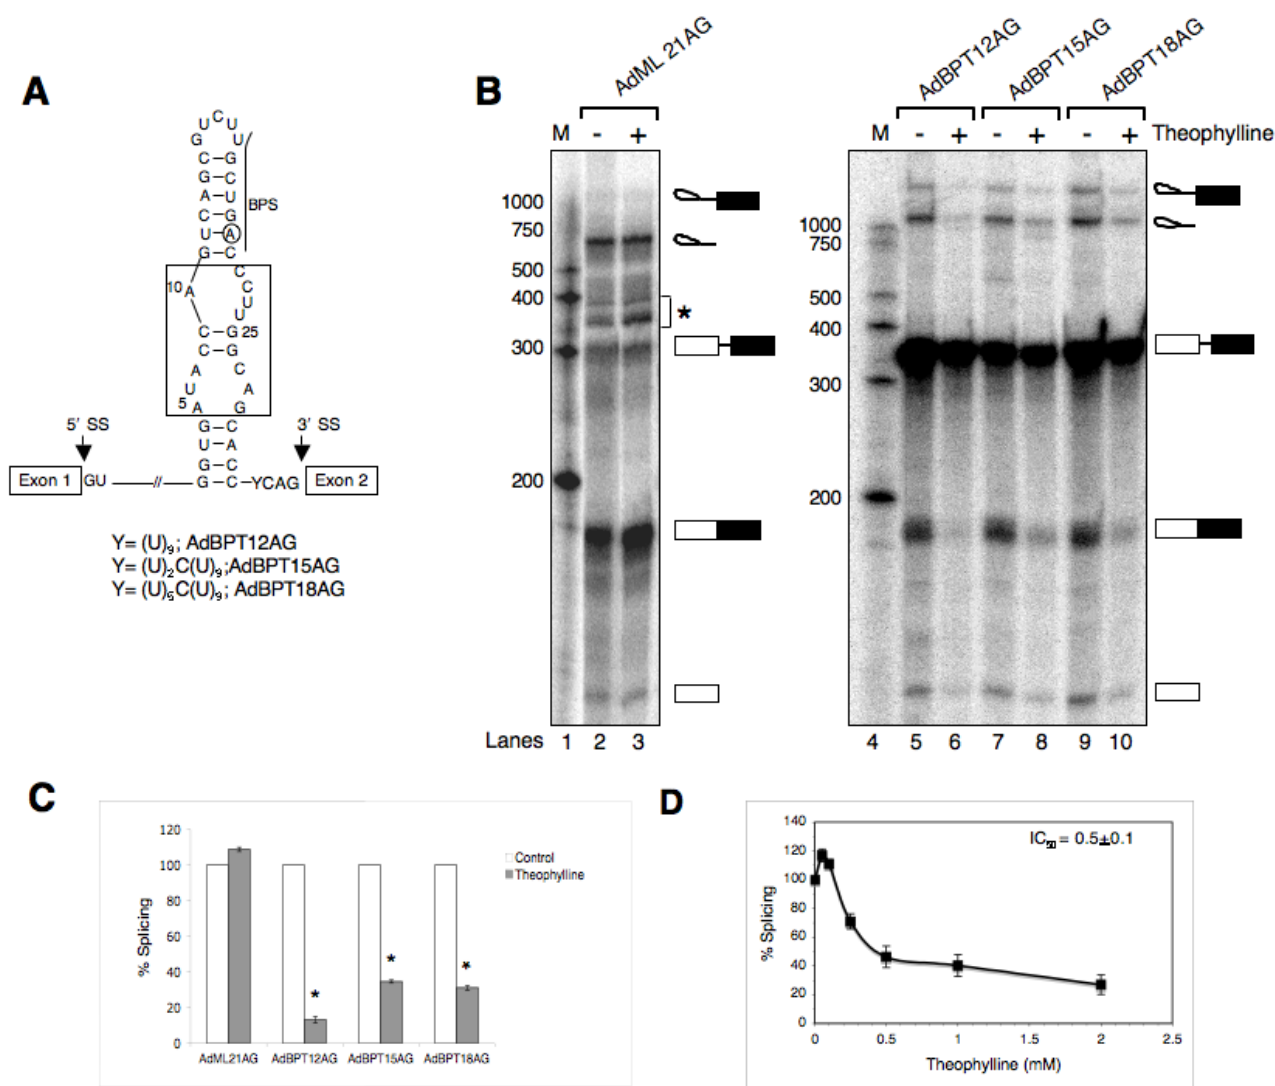 A
U C U
G U
C – G
G – C
A – U BPS
C – G
U – A
G – C
10 A C
C
U
U
C – G 25
C – G
A C
U A
5 A G
G – C
U – A
G – C
G – C –YCAG
5' SS 3' SS
Exon 1 GU // Exon 2
Y= (U)9; AdBPT12AG
Y= (U)2C(U)9;AdBPT15AG
Y= (U)5C(U)9; AdBPT18AG
B
AdML 21AG
M - +
1000
750
500
400
*
300
200
Lanes 1 2 3
AdBPT12AG AdBPT15AG AdBPT18AG
M - + - + - + Theophylline
1000
750
500
400
300
200
4 5 6 7 8 9 10
C
% Splicing
120
100
80
60
40
20
0
* * *
AdML21AG AdBPT12AG AdBPT15AG AdBPT18AG
Control
Theophylline
D
% Splicing
140
120
100
80
60
40
20
0
IC50 = 0.5±0.1
0 0.5 1 1.5 2 2.5
Theophylline (mM)